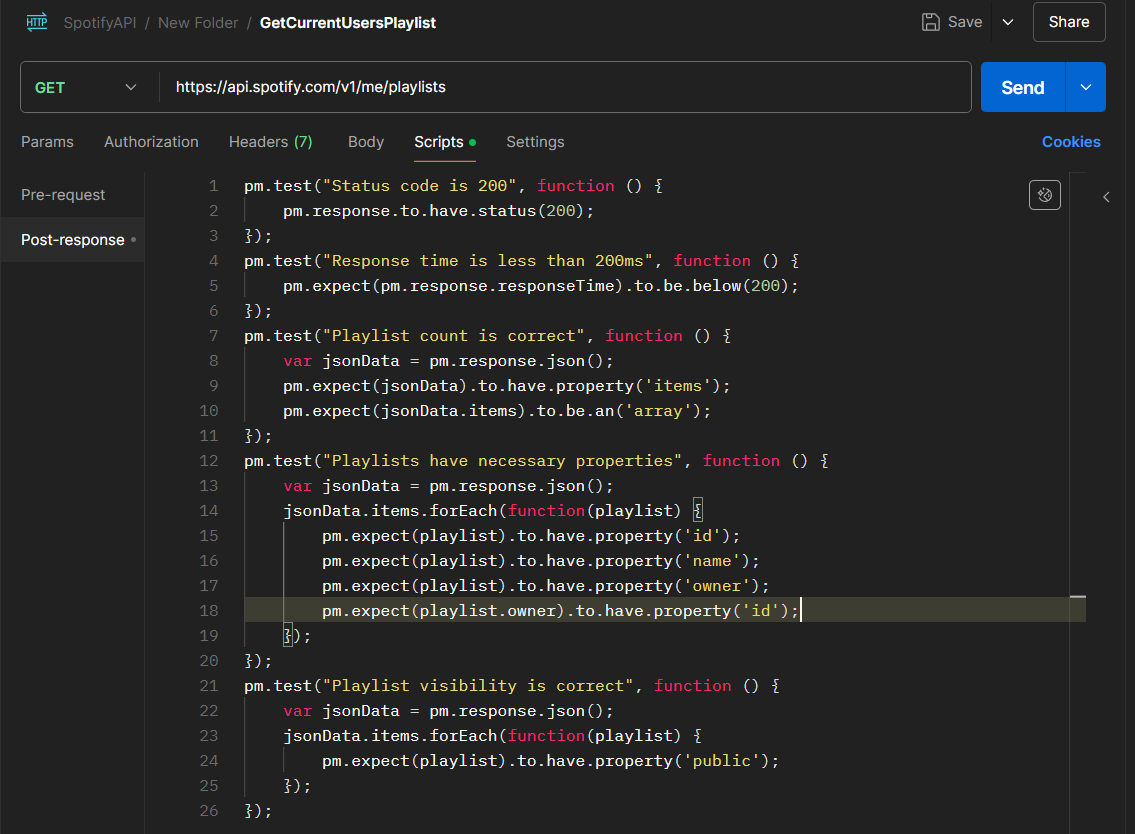 HTTP SpotifyAPI / New Folder / GetCurrentUsersPlaylist Save Share
GET https://api.spotify.com/v1/me/playlists Send
Params Authorization Headers (7) Body Scripts Settings Cookies
Pre-request
Post-response
1 pm.test("Status code is 200", function () {
2     pm.response.to.have.status(200);
3 });
4 pm.test("Response time is less than 200ms", function () {
5     pm.expect(pm.response.responseTime).to.be.below(200);
6 });
7 pm.test("Playlist count is correct", function () {
8     var jsonData = pm.response.json();
9     pm.expect(jsonData).to.have.property('items');
10     pm.expect(jsonData.items).to.be.an('array');
11 });
12 pm.test("Playlists have necessary properties", function () {
13     var jsonData = pm.response.json();
14     jsonData.items.forEach(function(playlist) {
15         pm.expect(playlist).to.have.property('id');
16         pm.expect(playlist).to.have.property('name');
17         pm.expect(playlist).to.have.property('owner');
18         pm.expect(playlist.owner).to.have.property('id');
19     });
20 });
21 pm.test("Playlist visibility is correct", function () {
22     var jsonData = pm.response.json();
23     jsonData.items.forEach(function(playlist) {
24         pm.expect(playlist).to.have.property('public');
25     });
26 });